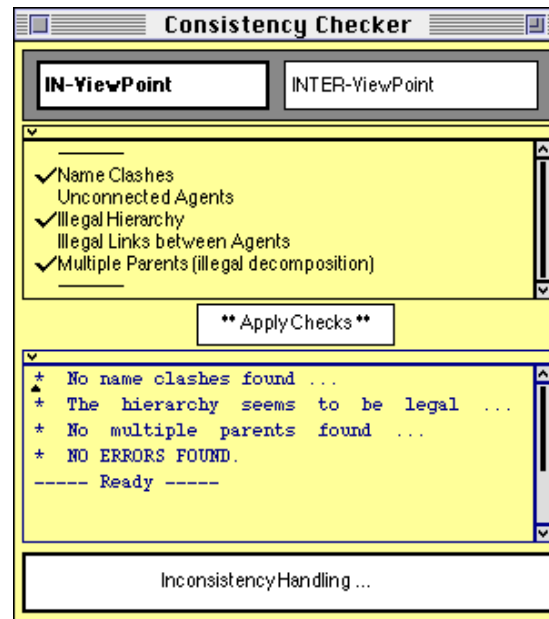 Consistency Checker
IN-ViewPoint
INTER-ViewPoint
Name Clashes
Unconnected Agents
Illegal Hierarchy
Illegal Links between Agents
Multiple Parents (illegal decomposition)
** Apply Checks **
* No name clashes found ...
* The hierarchy seems to be legal ...
* No multiple parents found ...
* NO ERRORS FOUND.
----- Ready -----
Inconsistency Handling ...